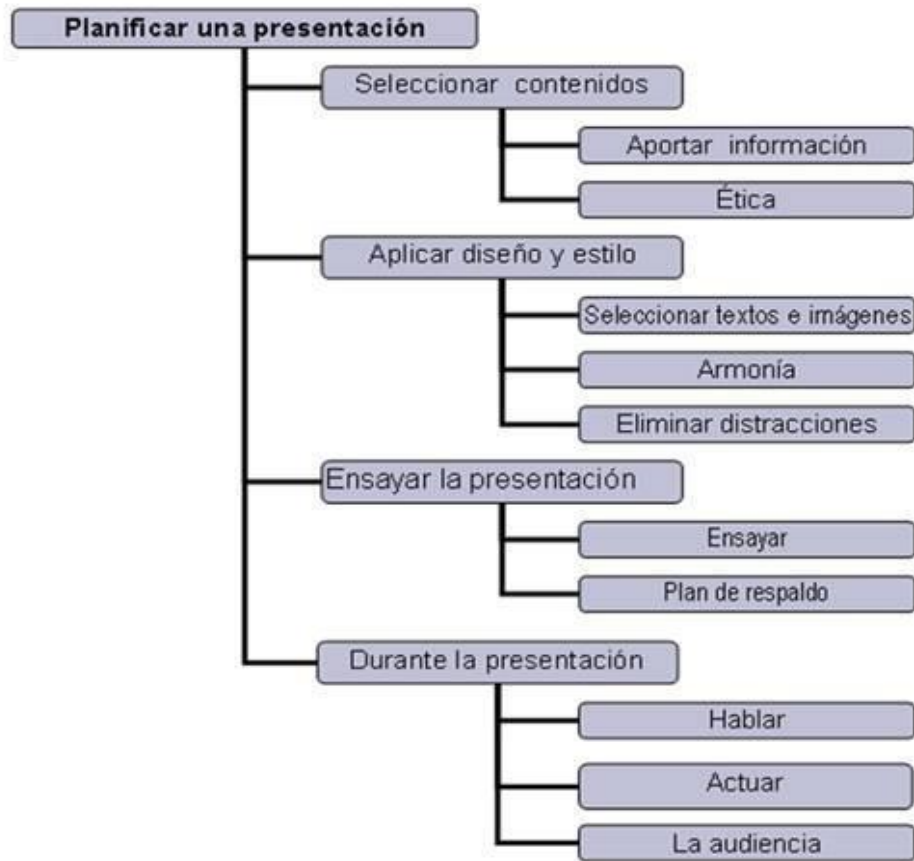 Planificar una presentación
Seleccionar contenidos
Aportar información
Ética
Aplicar diseño y estilo
Seleccionar textos e imágenes
Armonía
Eliminar distracciones
Ensayar la presentación
Ensayar
Plan de respaldo
Durante la presentación
Hablar
Actuar
La audiencia